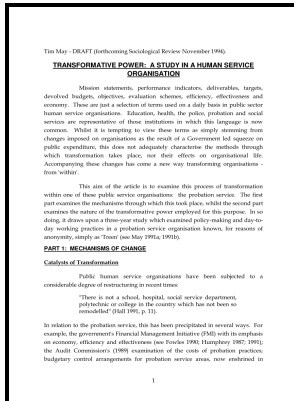 Tim May - DRAFT (forthcoming Sociological Review November 1994).
TRANSFORMATIVE POWER: A STUDY IN A HUMAN SERVICE
ORGANISATION
Mission statements, performance indicators, deliverables, targets,
devolved budgets, objectives, evaluation schemes, efficiency, effectiveness and
economy. These are just a selection of terms used on a daily basis in public sector
human service organisations. Education, health, the police, probation and social
services are representative of those institutions in which this language is now
common. Whilst it is tempting to view these terms as simply stemming from
changes imposed on organisations as the result of a Government led squeeze on
public expenditure, this does not adequately characterise the methods through
which transformation takes place, nor their effects on organisational life.
Accompanying these changes has come a new way transforming organisations -
from 'within'.
This aim of the article is to examine this process of transformation
within one of these public service organisations: the probation service. The first
part examines the mechanisms through which this took place, whilst the second part
examines the nature of the transformative power employed for this purpose. In so
doing, it draws upon a three-year study which examined policy-making and day-to-
day working practices in a probation service organisation known, for reasons of
anonymity, simply as 'Treen' (see May 1991a; 1991b).
PART 1: MECHANISMS OF CHANGE
Catalysts of Transformation
Public human service organisations have been subjected to a
considerable degree of restructuring in recent times:
"There is not a school, hospital, social service department,
polytechnic or college in the country which has not been so
remodelled" (Hall 1991, p. 11).
In relation to the probation service, this has been precipitated in several ways. For
example, the government's Financial Management Initiative (FMI) with its emphasis
on economy, efficiency and effectiveness (see Fowles 1990; Humphrey 1987; 1991);
the Audit Commission's (1989) examination of the costs of probation practices;
budgetary control arrangements for probation service areas, now enshrined in
1